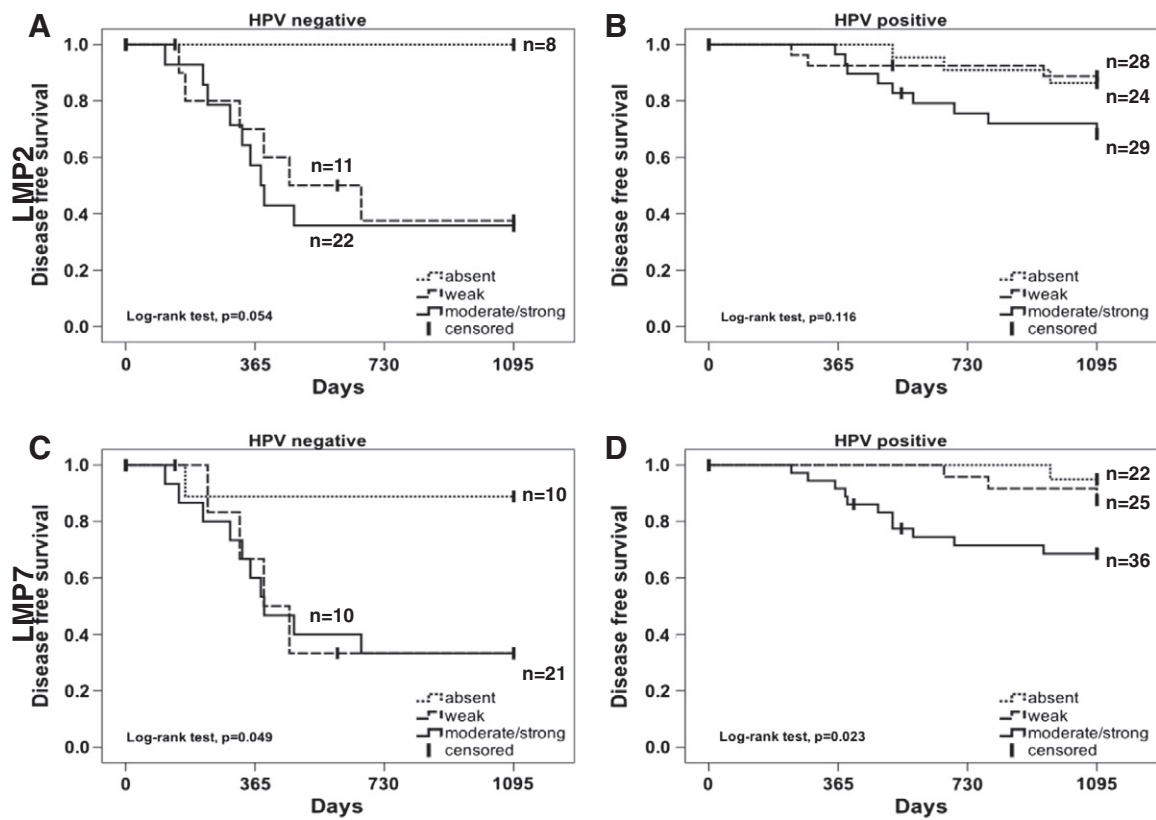 A
HPV negative
LMP2
Disease free survival
1.0
0.8
0.6
0.4
0.2
0.0
n=8
n=11
n=22
absent
weak
moderate/strong
censored
Log-rank test, p=0.054
0
365
730
1095
Days
B
HPV positive
Disease free survival
1.0
0.8
0.6
0.4
0.2
0.0
n=28
n=24
n=29
absent
weak
moderate/strong
censored
Log-rank test, p=0.116
0
365
730
1095
Days
C
HPV negative
LMP7
Disease free survival
1.0
0.8
0.6
0.4
0.2
0.0
n=10
n=10
n=21
absent
weak
moderate/strong
censored
Log-rank test, p=0.049
0
365
730
1095
Days
D
HPV positive
Disease free survival
1.0
0.8
0.6
0.4
0.2
0.0
n=22
n=25
n=36
absent
weak
moderate/strong
censored
Log-rank test, p=0.023
0
365
730
1095
Days